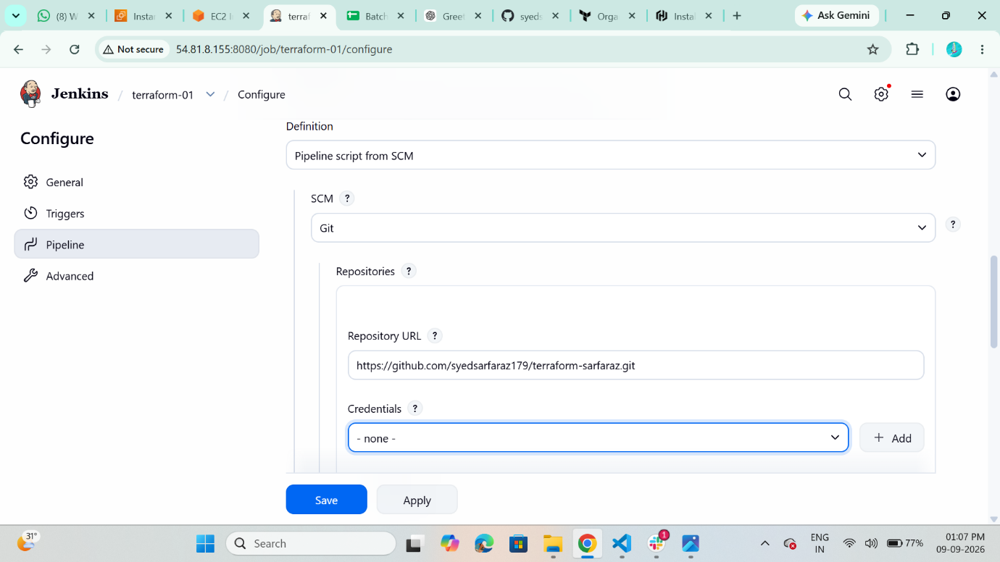 (8) W
Instan
EC2 I
terraf
Batch
Greet
syeds
Orga
Instal
Ask Gemini
Not secure
54.81.8.155:8080/job/terraform-01/configure
Jenkins / terraform-01 / Configure
Configure
General
Triggers
Pipeline
Advanced
Definition
Pipeline script from SCM
SCM ?
Git
?
Repositories ?
Repository URL ?
https://github.com/syedsarfaraz179/terraform-sarfaraz.git
Credentials ?
- none -
+ Add
Save
Apply
31°
Search
1
ENG
IN
77%
01:07 PM
09-09-2026